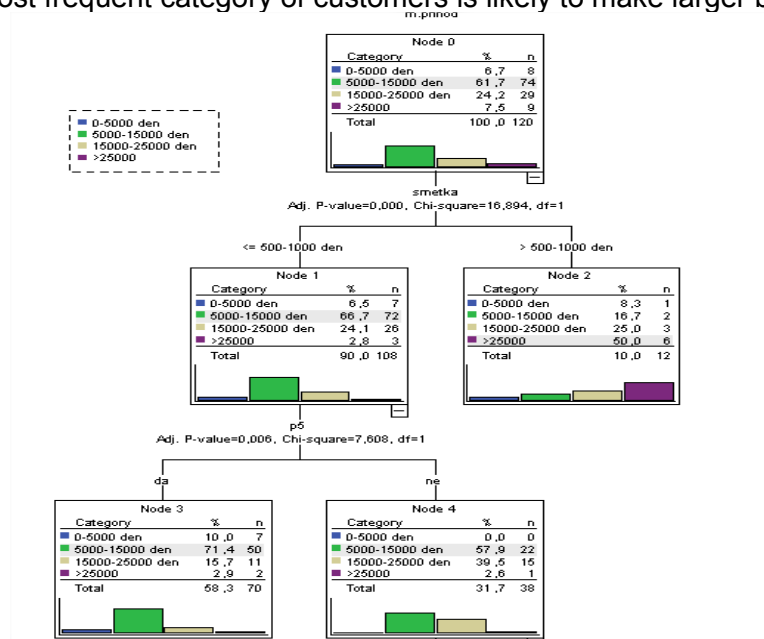 ost frequent category of customers is likely to make larger b
m.prihod
Node 0
Category % n
0-5000 den 6,7 8
5000-15000 den 61,7 74
15000-25000 den 24,2 29
>25000 7,5 9
Total 100,0 120
0-5000 den
5000-15000 den
15000-25000 den
>25000
smetka
Adj. P-value=0,000, Chi-square=16,894, df=1
<= 500-1000 den
> 500-1000 den
Node 1
Category % n
0-5000 den 6,5 7
5000-15000 den 66,7 72
15000-25000 den 24,1 26
>25000 2,8 3
Total 90,0 108
Node 2
Category % n
0-5000 den 8,3 1
5000-15000 den 16,7 2
15000-25000 den 25,0 3
>25000 50,0 6
Total 10,0 12
p5
Adj. P-value=0,006, Chi-square=7,608, df=1
da
ne
Node 3
Category % n
0-5000 den 10,0 7
5000-15000 den 71,4 50
15000-25000 den 15,7 11
>25000 2,9 2
Total 58,3 70
Node 4
Category % n
0-5000 den 0,0 0
5000-15000 den 57,9 22
15000-25000 den 39,5 15
>25000 2,6 1
Total 31,7 38